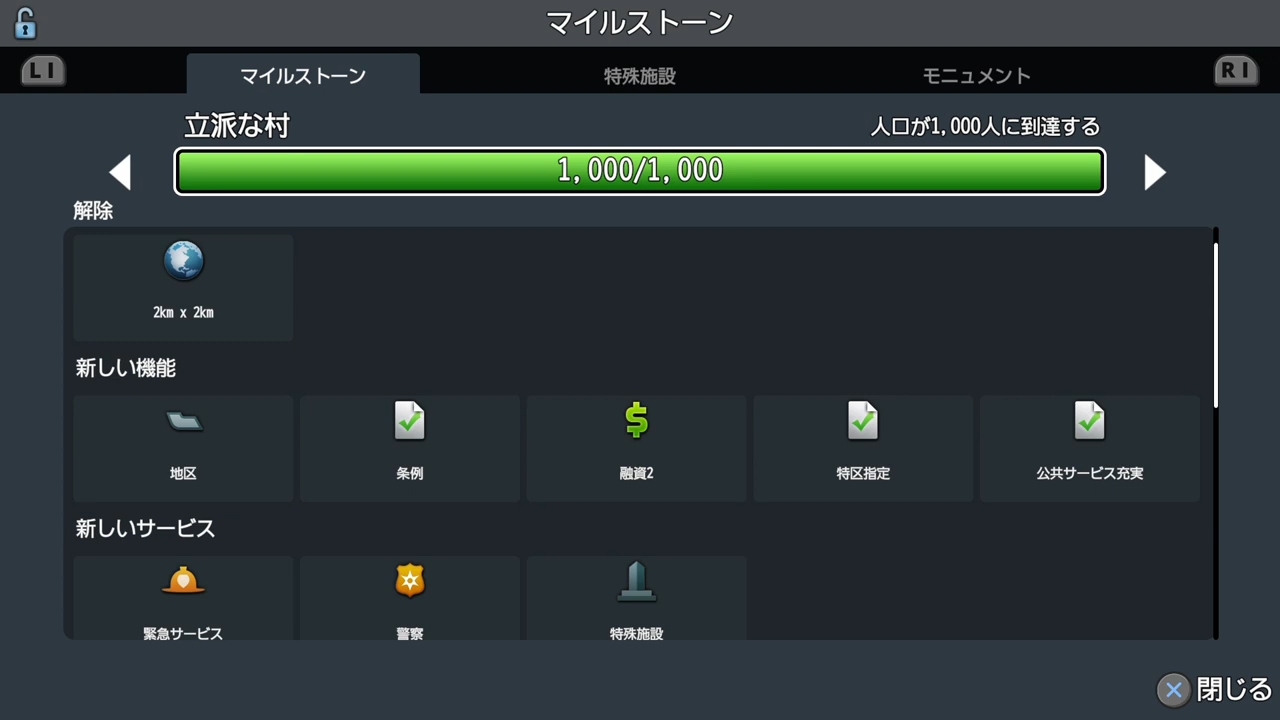 マイルストーン
L1 マイルストーン 特殊施設 モニュメント R1
立派な村 人口が1,000人に到達する
1,000/1,000
解除
2km x 2km
新しい機能
地区 条例 融資2 特区指定 公共サービス充実
新しいサービス
緊急サービス 警察 特殊施設
閉じる